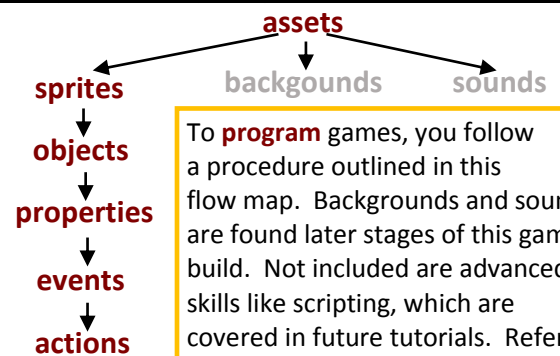 assets
sprites
backgounds
sounds
objects
properties
events
actions
To program games, you follow
a procedure outlined in this
flow map. Backgrounds and
are found later stages of this
build. Not included are
skills like scripting, which are
covered in future tutorials.